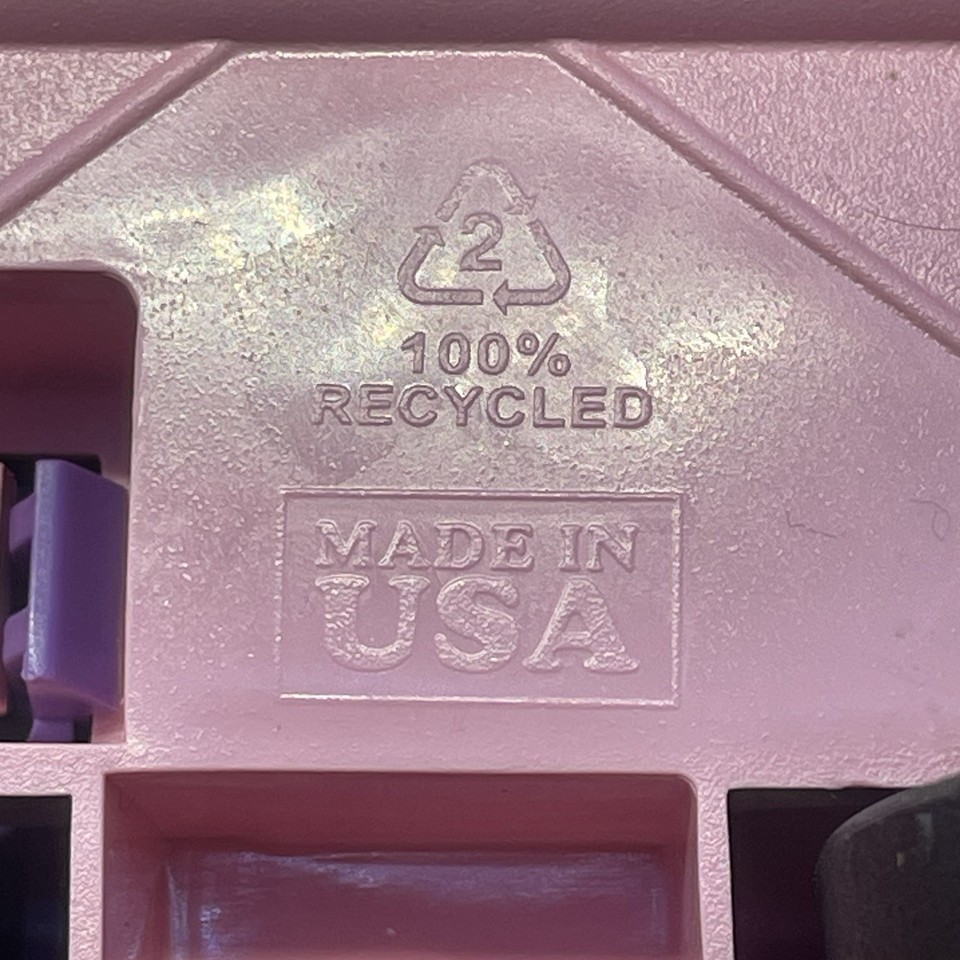 2
100%
RECYCLED
MADE IN
USA